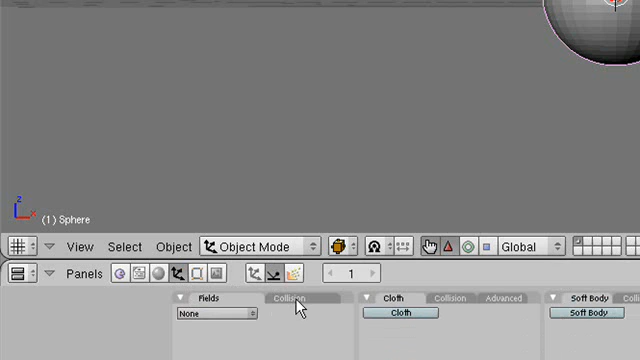 z
x
(1) Sphere
View Select Object Object Mode Global
Panels 1
Fields Collision Cloth Collision Advanced Soft Body Colli
None Cloth Soft Body